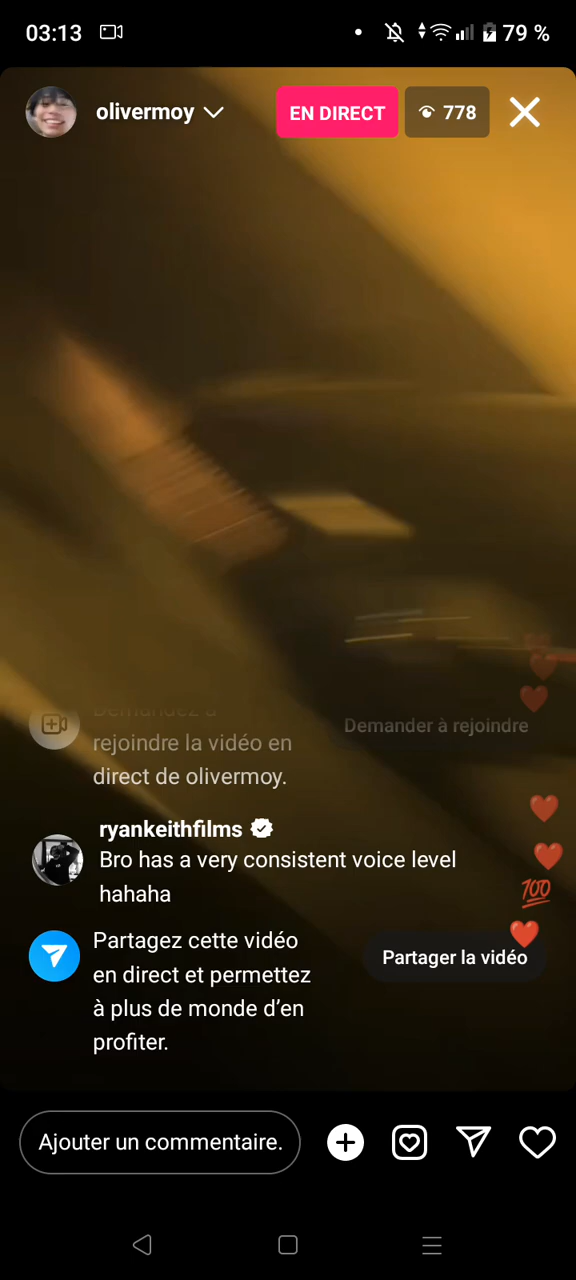 03:13
79 %
olivermoy
EN DIRECT
778
Demandez à
rejoindre la vidéo en
direct de olivermoy.
Demander à rejoindre
ryankeithfilms
Bro has a very consistent voice level
hahaha
100
Partagez cette vidéo
en direct et permettez
à plus de monde d’en
profiter.
Partager la vidéo
Ajouter un commentaire.